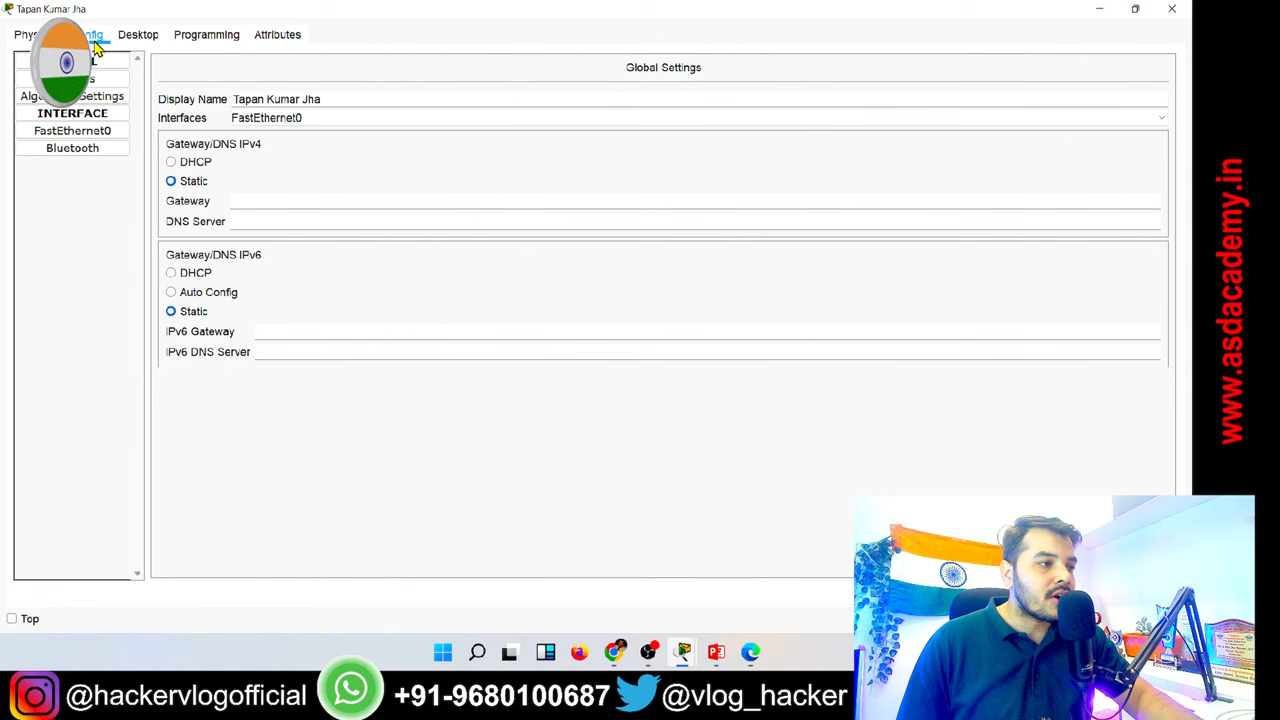 Tapan Kumar Jha
Desktop
Programming
Attributes
Settings
INTERFACE
FastEthernet0
Bluetooth
Global Settings
Display Name Tapan Kumar Jha
Interfaces FastEthernet0
Gateway/DNS IPv4
DHCP
Static
Gateway
DNS Server
Gateway/DNS IPv6
DHCP
Auto Config
Static
IPv6 Gateway
IPv6 DNS Server
Top
www.asdacademy.in
@hackervlogofficial
+91-9680100687
@vlog_hacker